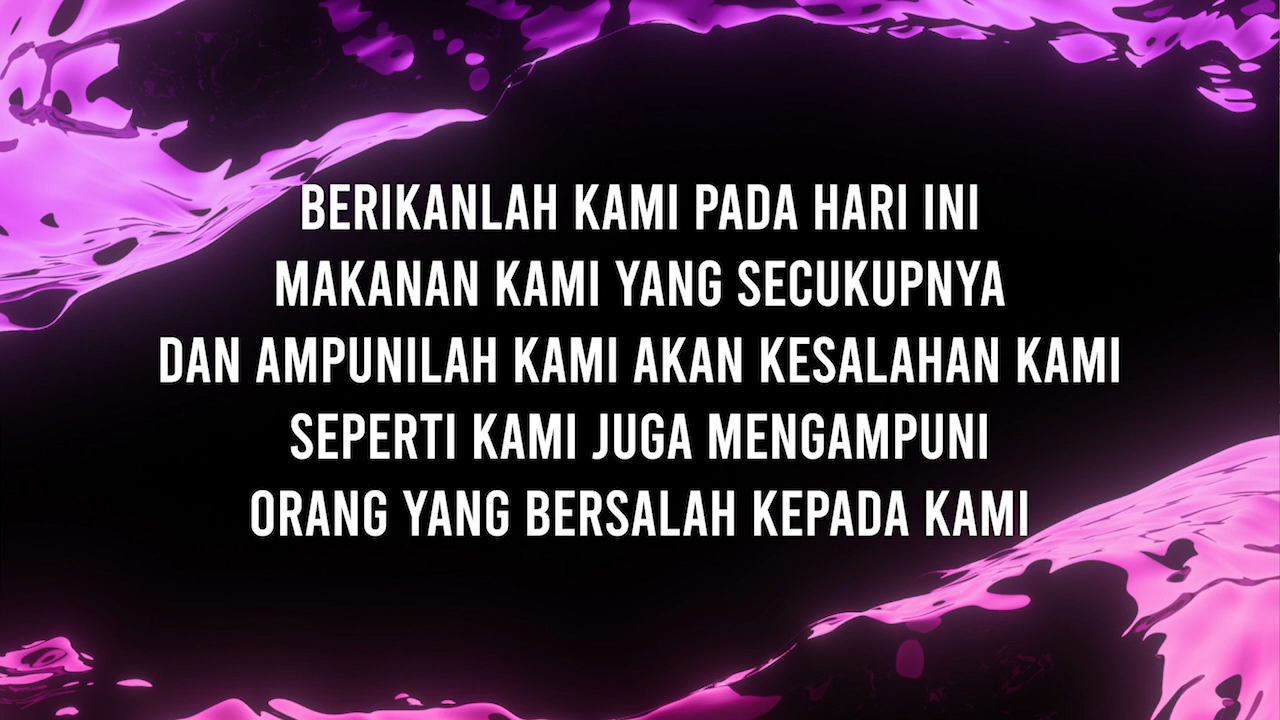 BERIKANLAH KAMI PADA HARI INI
MAKANAN KAMI YANG SECUKUPNYA
DAN AMPUNILAH KAMI AKAN KESALAHAN KAMI
SEPERTI KAMI JUGA MENGAMPUNI
ORANG YANG BERSALAH KEPADA KAMI